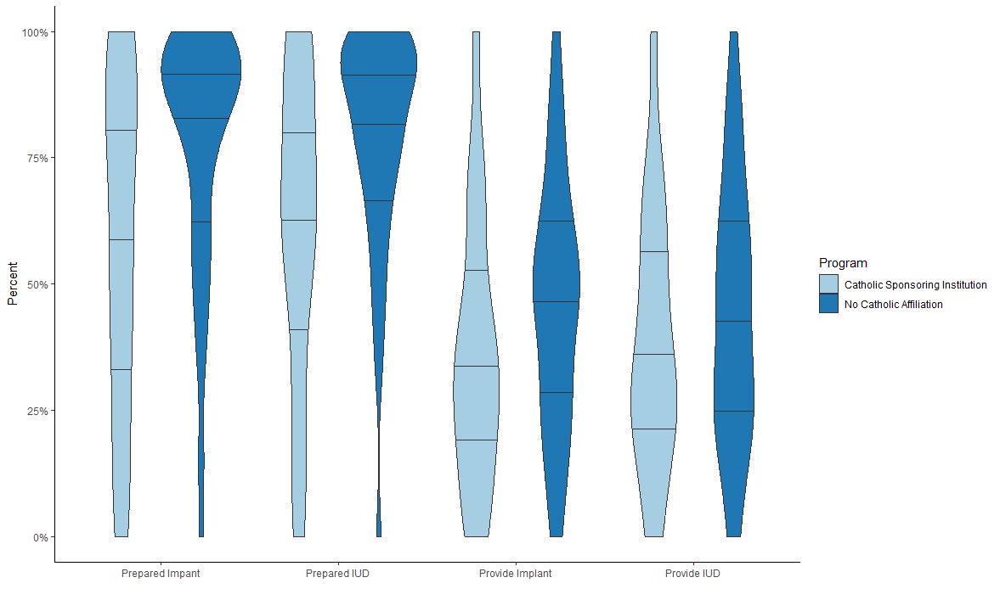 100%
75%
50%
25%
0%
Percent
Prepared Impant
Prepared IUD
Provide Implant
Provide IUD
Program
Catholic Sponsoring Institution
No Catholic Affiliation